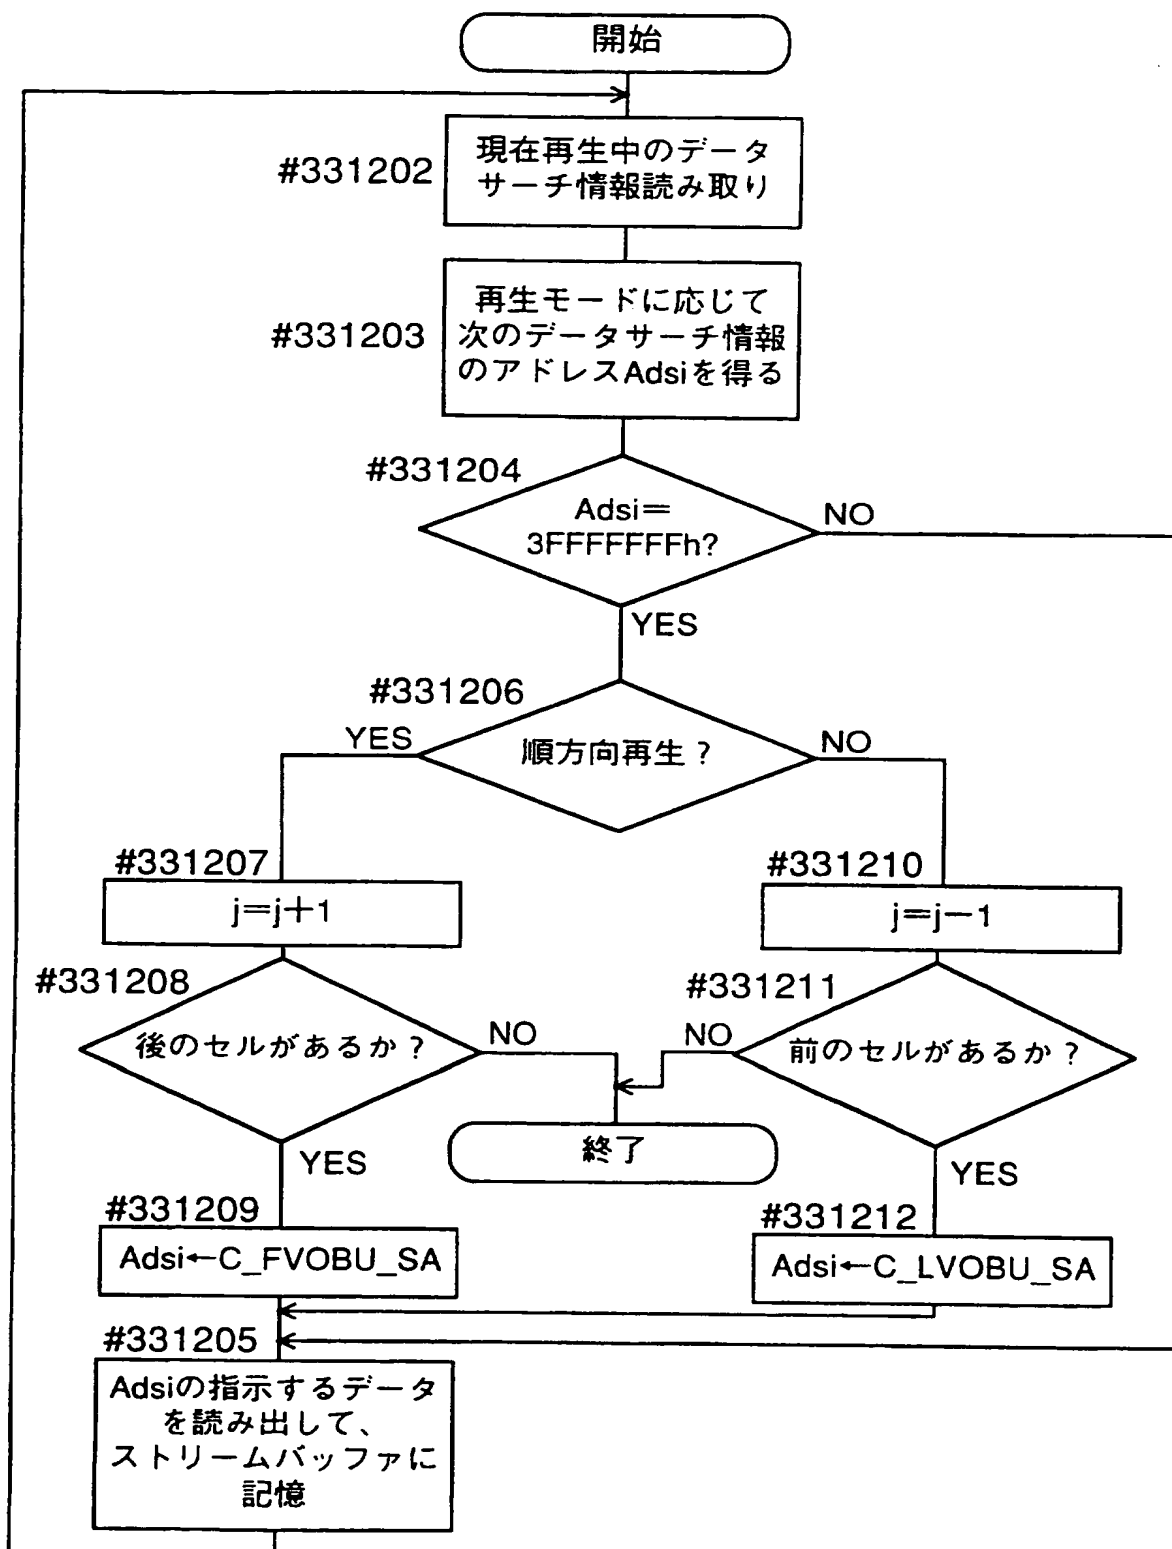 開始
#331202
現在再生中のデータ
サーチ情報読み取り
#331203
再生モードに応じて
次のデータサーチ情報
のアドレスAdsiを得る
#331204
Adsi=
3FFFFFFFh?
NO
YES
#331206
順方向再生?
YES
NO
#331207
j=j+1
#331210
j=j−1
#331208
後のセルがあるか?
NO
#331211
前のセルがあるか?
NO
終了
YES
YES
#331209
Adsi←C_FVOBU_SA
#331212
Adsi←C_LVOBU_SA
#331205
Adsiの指示するデータ
を読み出して、
ストリームバッファに
記憶